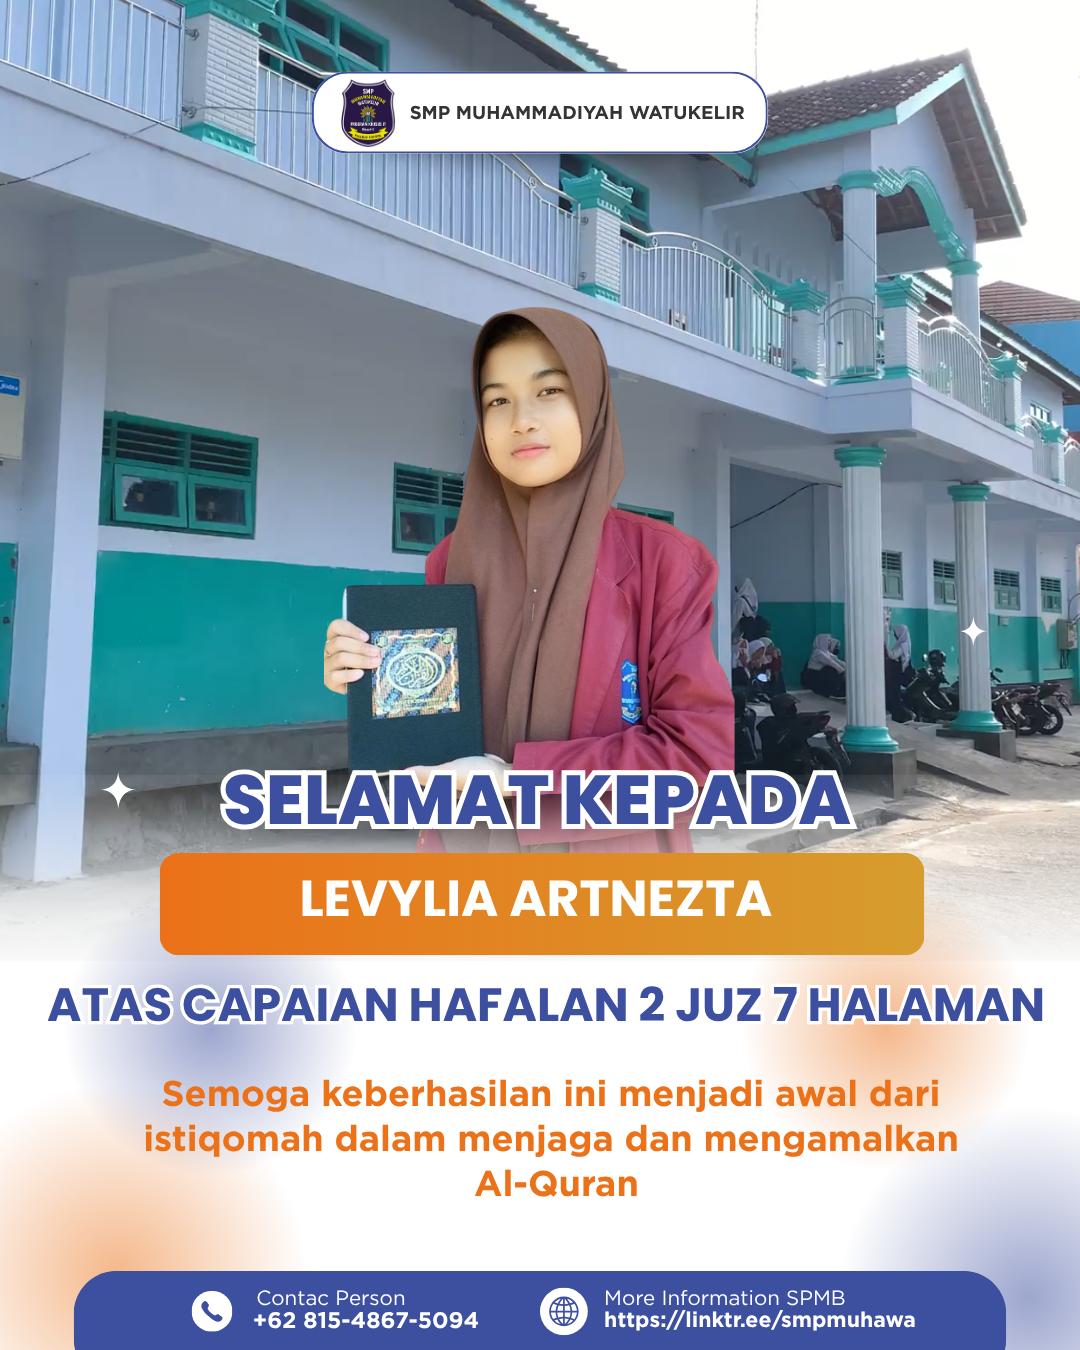 SMP MUHAMMADIYAH WATUKELIR
SELAMAT KEPADA
LEVYLIA ARTNEZTA
ATAS CAPAIAN HAFALAN 2 JUZ 7 HALAMAN
Semoga keberhasilan ini menjadi awal dari
istiqomah dalam menjaga dan mengamalkan
Al-Quran
Contac Person
+62 815-4867-5094
More Information SPMB
https://linktr.ee/smpmuhawa